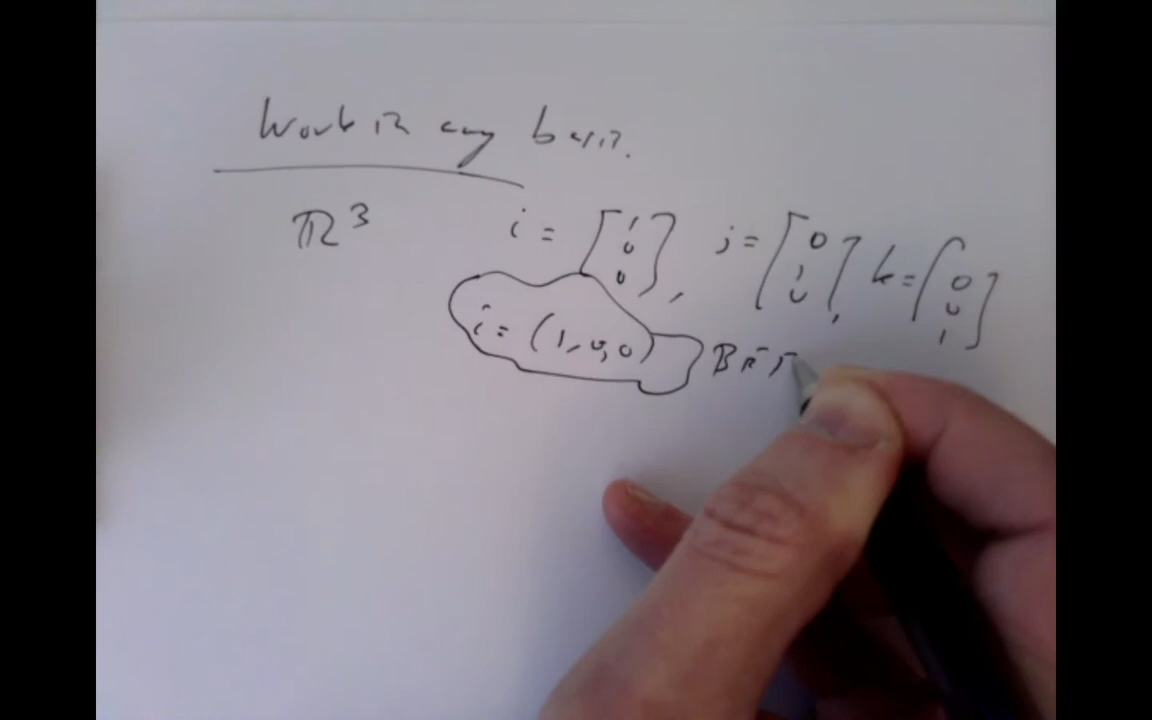 Work in any basis.
ℝ³ i = [1 0 0], j = [0 1 0], k = [0 0 1]
i = (1, 0, 0)